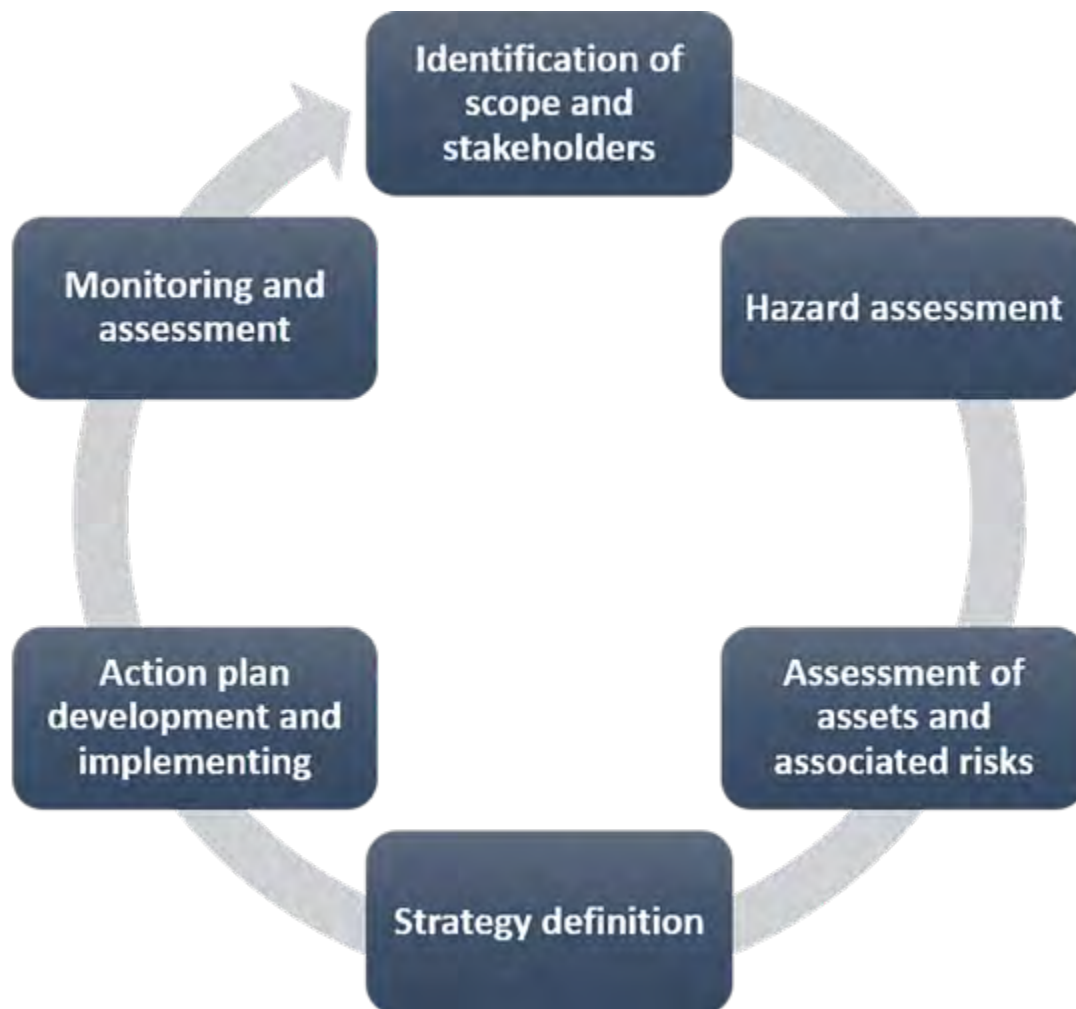 Identification of
scope and
stakeholders
Hazard assessment
Assessment of
assets and
associated risks
Strategy definition
Action plan
development and
implementing
Monitoring and
assessment